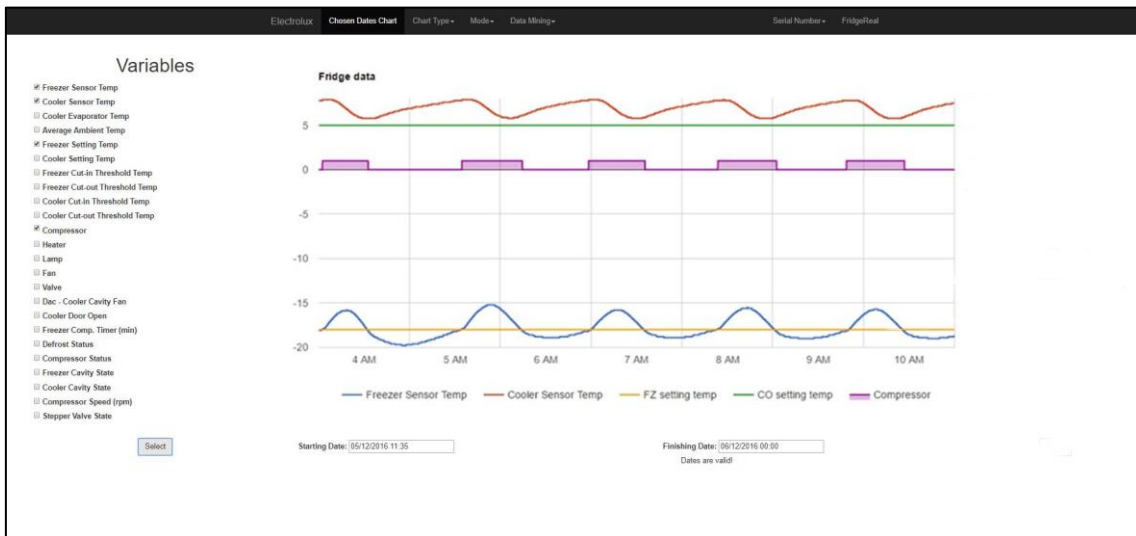 Electrolux Chosen Dates Chart Chart Type Mode Data Mining Serial Number FridgeReal
Variables
Freezer Sensor Temp
Cooler Sensor Temp
Cooler Evaporator Temp
Average Ambient Temp
Freezer Setting Temp
Cooler Setting Temp
Freezer Cut-in Threshold Temp
Freezer Cut-out Threshold Temp
Cooler Cut-in Threshold Temp
Cooler Cut-out Threshold Temp
Compressor
Heater
Lamp
Fan
Valve
Dac - Cooler Cavity Fan
Cooler Door Open
Freezer Comp. Timer (min)
Defrost Status
Compressor Status
Freezer Cavity State
Cooler Cavity State
Compressor Speed (rpm)
Stepper Valve State
Select
Fridge data
5
0
-5
-10
-15
-20
4 AM 5 AM 6 AM 7 AM 8 AM 9 AM 10 AM
Freezer Sensor Temp Cooler Sensor Temp FZ setting temp CO setting temp Compressor
Starting Date: 05/12/2016 11:35 Finishing Date: 06/12/2016 00:00
Dates are valid!